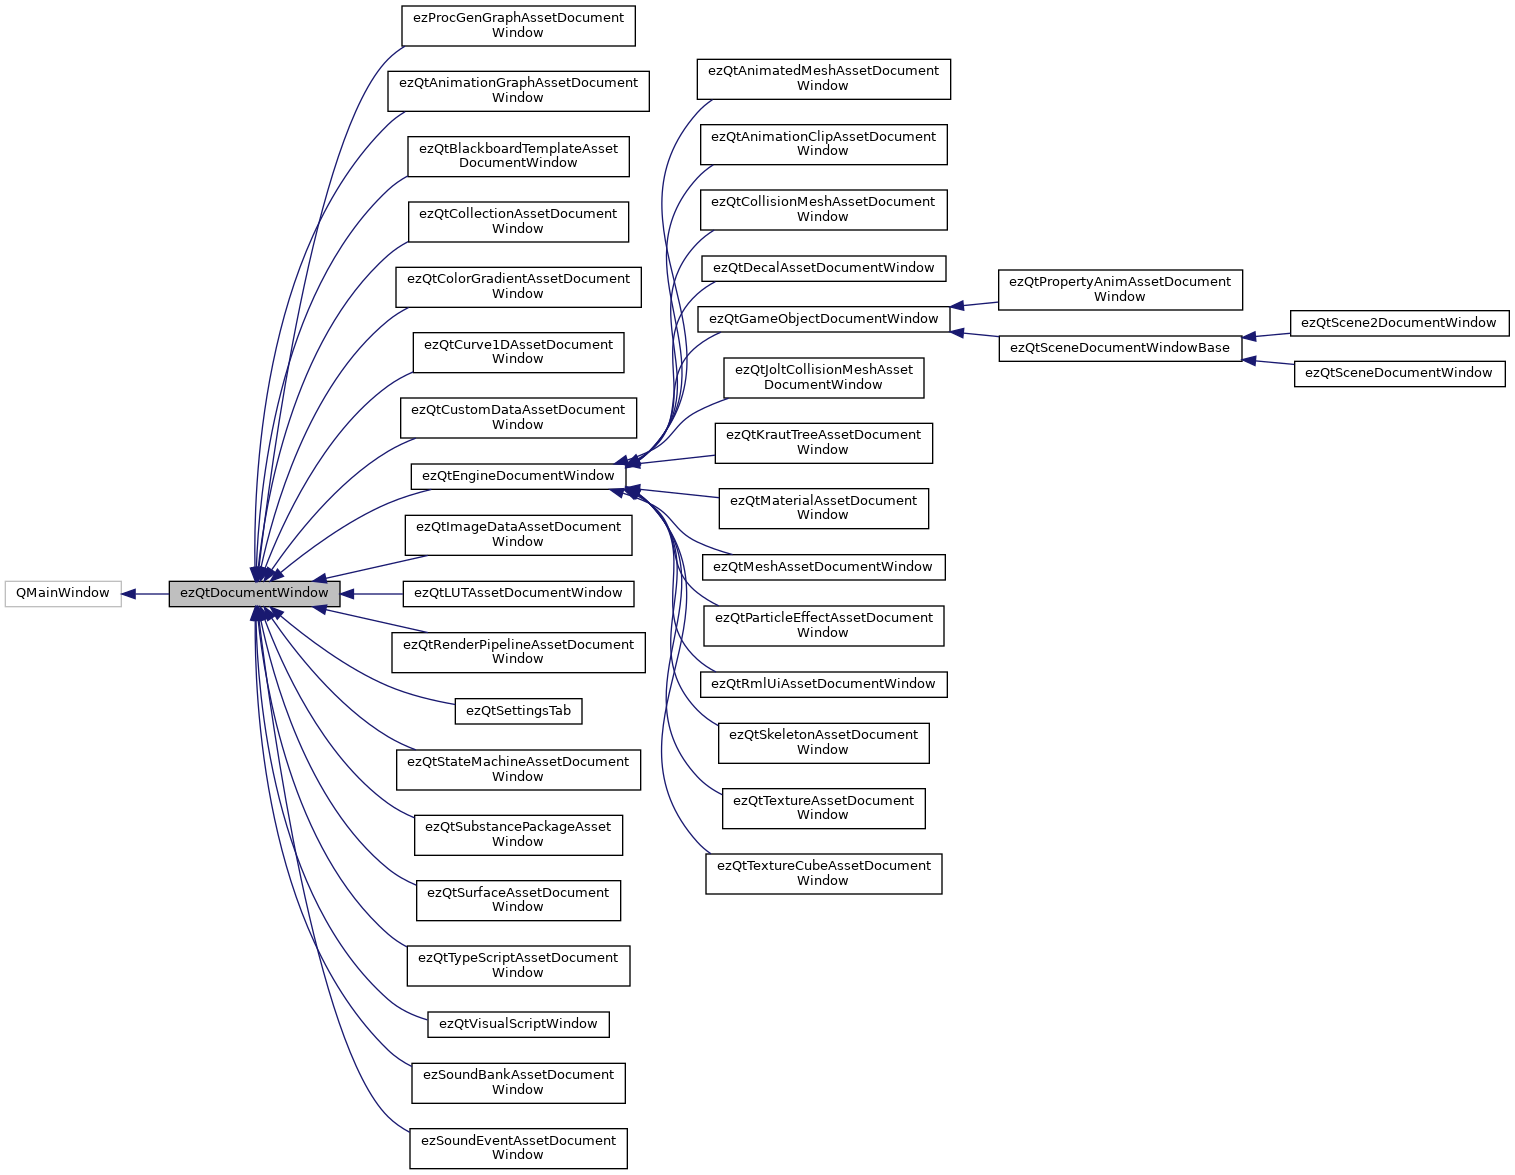 QMainWindow
ezQtDocumentWindow
ezProcGenGraphAssetDocument
Window
ezQtAnimationGraphAssetDocument
Window
ezQtBlackboardTemplateAsset
DocumentWindow
ezQtCollectionAssetDocument
Window
ezQtColorGradientAssetDocument
Window
ezQtCurve1DAssetDocument
Window
ezQtCustomDataAssetDocument
Window
ezQtEngineDocumentWindow
ezQtImageDataAssetDocument
Window
ezQtLUTAssetDocumentWindow
ezQtRenderPipelineAssetDocument
Window
ezQtSettingsTab
ezQtStateMachineAssetDocument
Window
ezQtSubstancePackageAsset
Window
ezQtSurfaceAssetDocument
Window
ezQtTypeScriptAssetDocument
Window
ezQtVisualScriptWindow
ezSoundBankAssetDocument
Window
ezSoundEventAssetDocument
Window
ezQtAnimatedMeshAssetDocument
Window
ezQtAnimationClipAssetDocument
Window
ezQtCollisionMeshAssetDocument
Window
ezQtDecalAssetDocumentWindow
ezQtGameObjectDocumentWindow
ezQtJoltCollisionMeshAsset
DocumentWindow
ezQtKrautTreeAssetDocument
Window
ezQtMaterialAssetDocument
Window
ezQtMeshAssetDocumentWindow
ezQtParticleEffectAssetDocument
Window
ezQtRmlUiAssetDocumentWindow
ezQtSkeletonAssetDocument
Window
ezQtTextureAssetDocument
Window
ezQtTextureCubeAssetDocument
Window
ezQtPropertyAnimAssetDocument
Window
ezQtSceneDocumentWindowBase
ezQtScene2DocumentWindow
ezQtSceneDocumentWindow